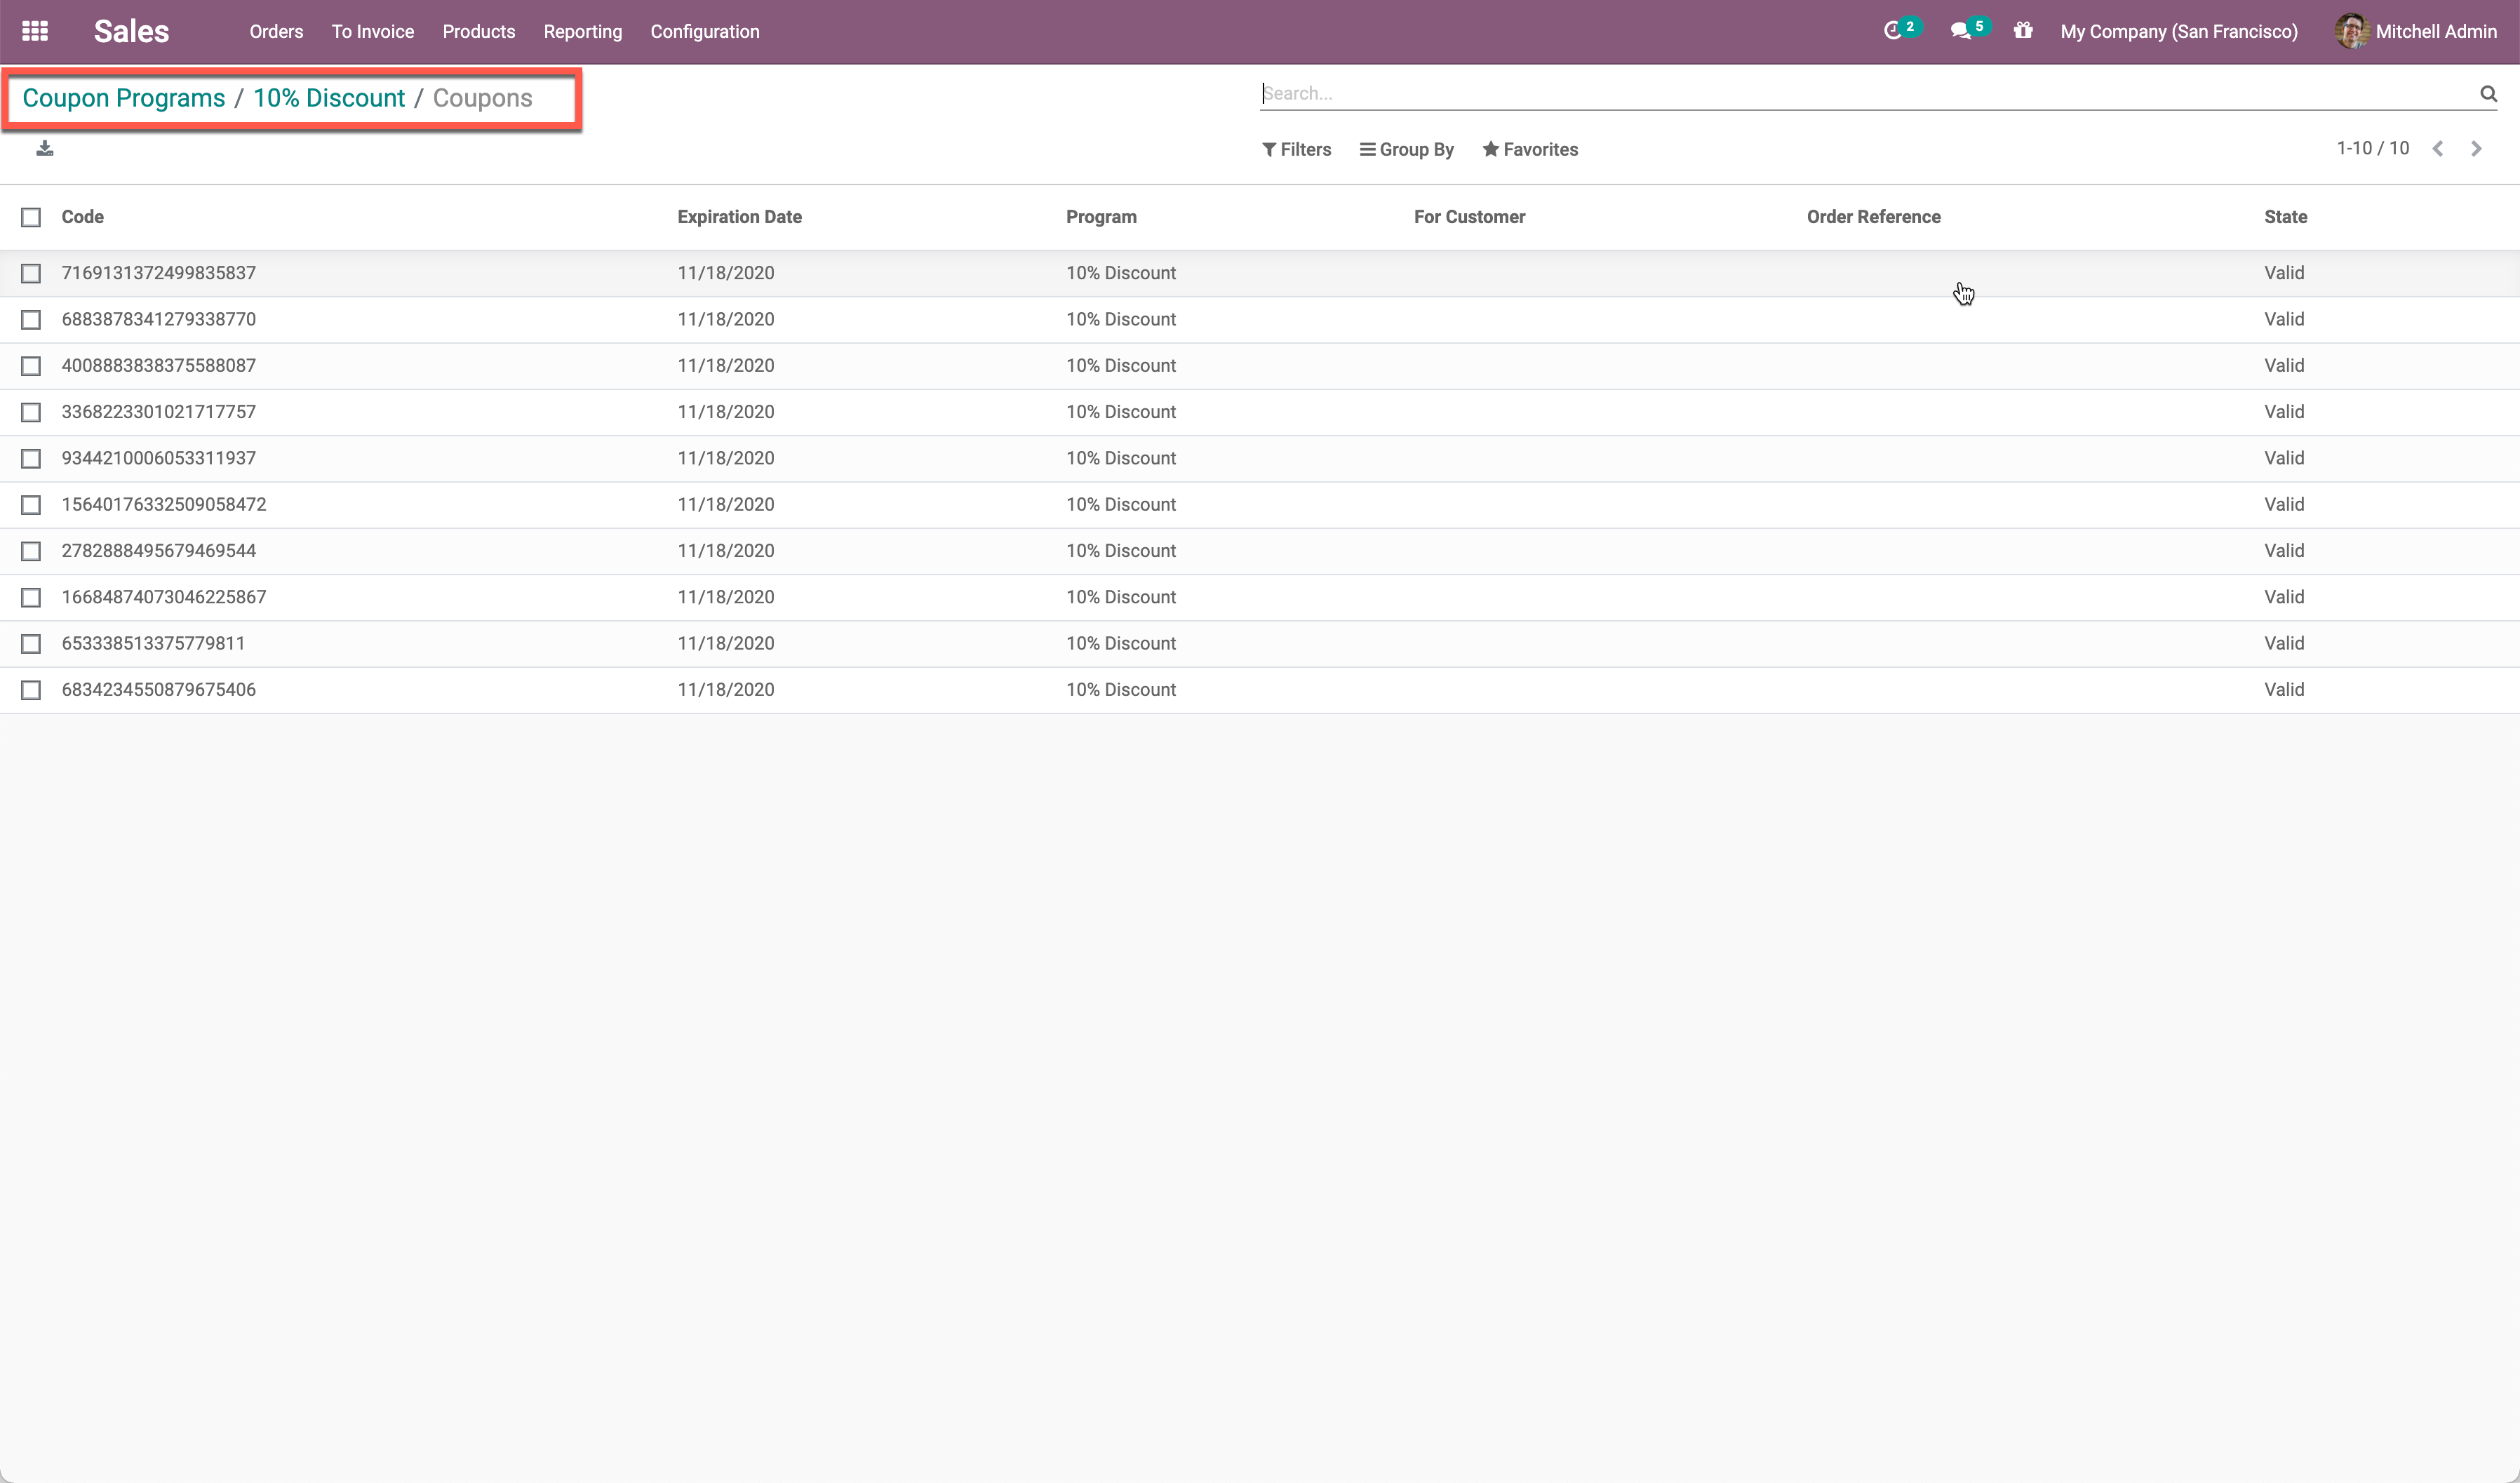 Sales Orders To Invoice Products Reporting Configuration 2 5 My Company (San Francisco) Mitchell Admin
Coupon Programs / 10% Discount / Coupons
Search...
Filters Group By Favorites 1-10 / 10
Code Expiration Date Program For Customer Order Reference State
7169131372499835837 11/18/2020 10% Discount Valid
6883878341279338770 11/18/2020 10% Discount Valid
4008883838375588087 11/18/2020 10% Discount Valid
3368223301021717757 11/18/2020 10% Discount Valid
9344210006053311937 11/18/2020 10% Discount Valid
15640176332509058472 11/18/2020 10% Discount Valid
2782888495679469544 11/18/2020 10% Discount Valid
16684874073046225867 11/18/2020 10% Discount Valid
653338513375779811 11/18/2020 10% Discount Valid
6834234550879675406 11/18/2020 10% Discount Valid